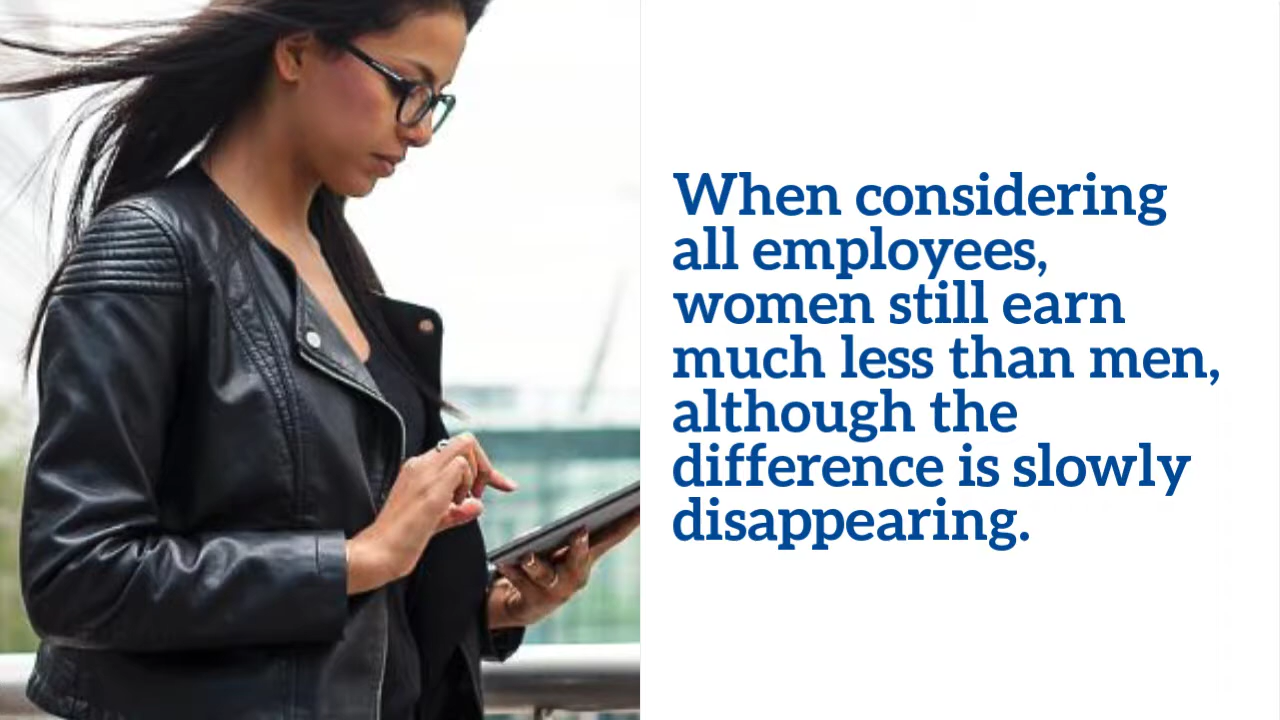 When considering
all employees,
women still earn
much less than men,
although the
difference is slowly
disappearing.